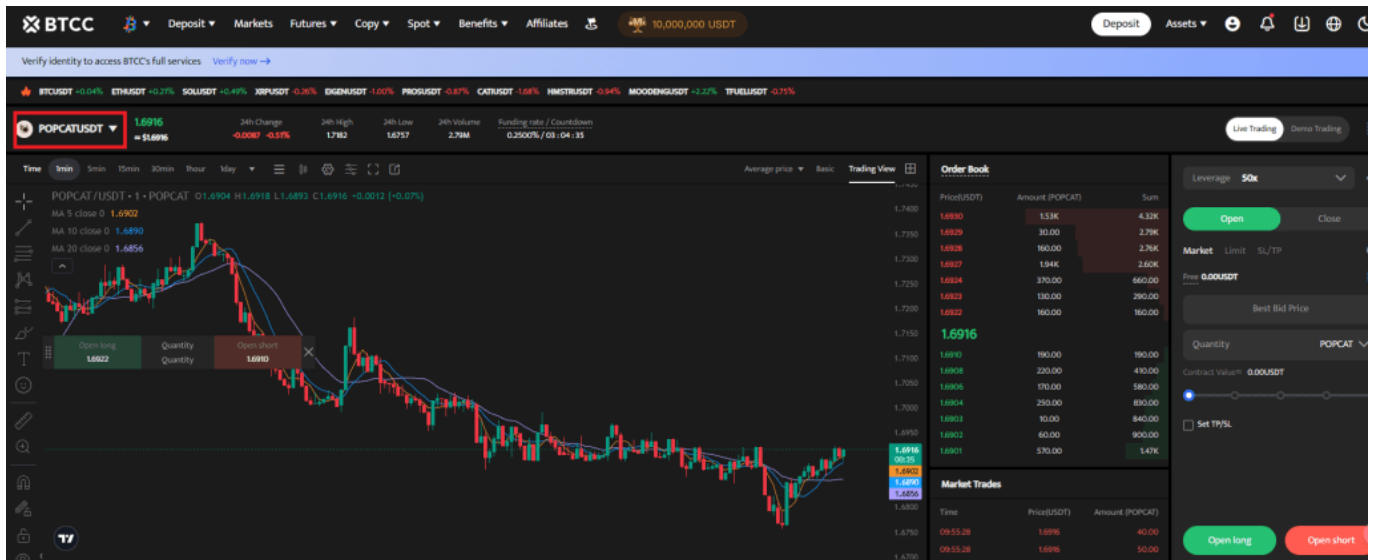 BTCC Deposit Markets Futures Copy Spot Benefits Affiliates 10,000,000 USDT Deposit Assets
Verify identity to access BTCC's full services Verify now →
BTCUSDT +0.04% ETHUSDT +0.21% SOLUSDT +0.49% XRPUSDT -0.26% EIGENUSDT -1.00% PROSUSDT -0.87% CATIUSDT -1.68% HMSTRUSDT -0.94% MOODENGUSDT +2.22% TFUELUSDT -0.75%
POPCATUSDT
1.6916
≈ $1.6916
24h Change
-0.0087 -0.51%
24h High
1.7182
24h Low
1.6757
24h Volume
2.79M
Funding rate / Countdown
0.2500% / 03 : 04 : 35
Live Trading Demo Trading
Time 1min 5min 15min 30min 1hour 1day
Average price Basic Trading View
POPCAT/USDT • 1 • POPCAT O1.6904 H1.6918 L1.6893 C1.6916 +0.0012 (+0.07%)
MA 5 close 0 1.6902
MA 10 close 0 1.6890
MA 20 close 0 1.6856
Open long
1.6922
Quantity
Quantity
Open short
1.6910
1.7400
1.7350
1.7300
1.7250
1.7200
1.7150
1.7100
1.7050
1.7000
1.6950
1.6916
00:25
1.6902
1.6890
1.6856
1.6800
1.6750
1.6700
Order Book
Price(USDT) Amount (POPCAT) Sum
1.6930 1.53K 4.32K
1.6929 30.00 2.79K
1.6928 160.00 2.76K
1.6927 1.94K 2.60K
1.6924 370.00 660.00
1.6923 130.00 290.00
1.6922 160.00 160.00
1.6916
1.6910 190.00 190.00
1.6908 220.00 410.00
1.6906 170.00 580.00
1.6904 250.00 830.00
1.6903 10.00 840.00
1.6902 60.00 900.00
1.6901 570.00 1.47K
Market Trades
Time Price(USDT) Amount (POPCAT)
09:55:28 1.6916 40.00
09:55:28 1.6916 50.00
Leverage 50x
Open Close
Market Limit SL/TP
Free 0.00USDT
Best Bid Price
Quantity POPCAT
Contract Value≈ 0.00USDT
Set TP/SL
Open long Open short